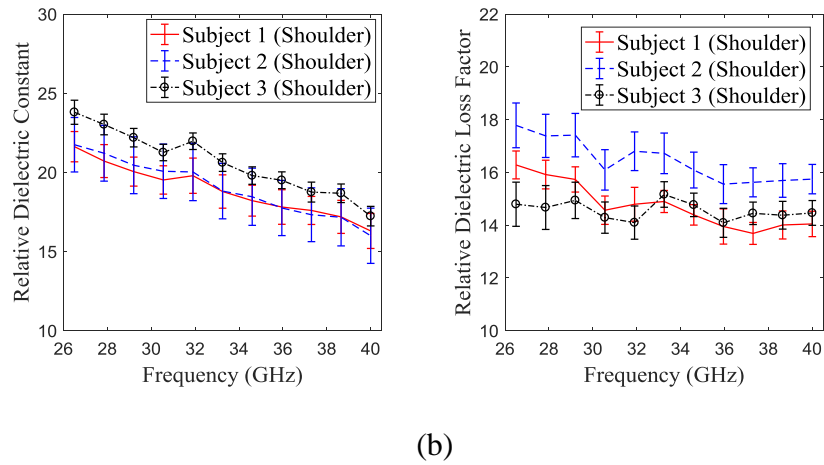 Relative Dielectric Constant
30
25
20
15
10
26 28 30 32 34 36 38 40
Frequency (GHz)
Subject 1 (Shoulder)
Subject 2 (Shoulder)
Subject 3 (Shoulder)
Relative Dielectric Loss Factor
22
20
18
16
14
12
10
26 28 30 32 34 36 38 40
Frequency (GHz)
Subject 1 (Shoulder)
Subject 2 (Shoulder)
Subject 3 (Shoulder)
(b)